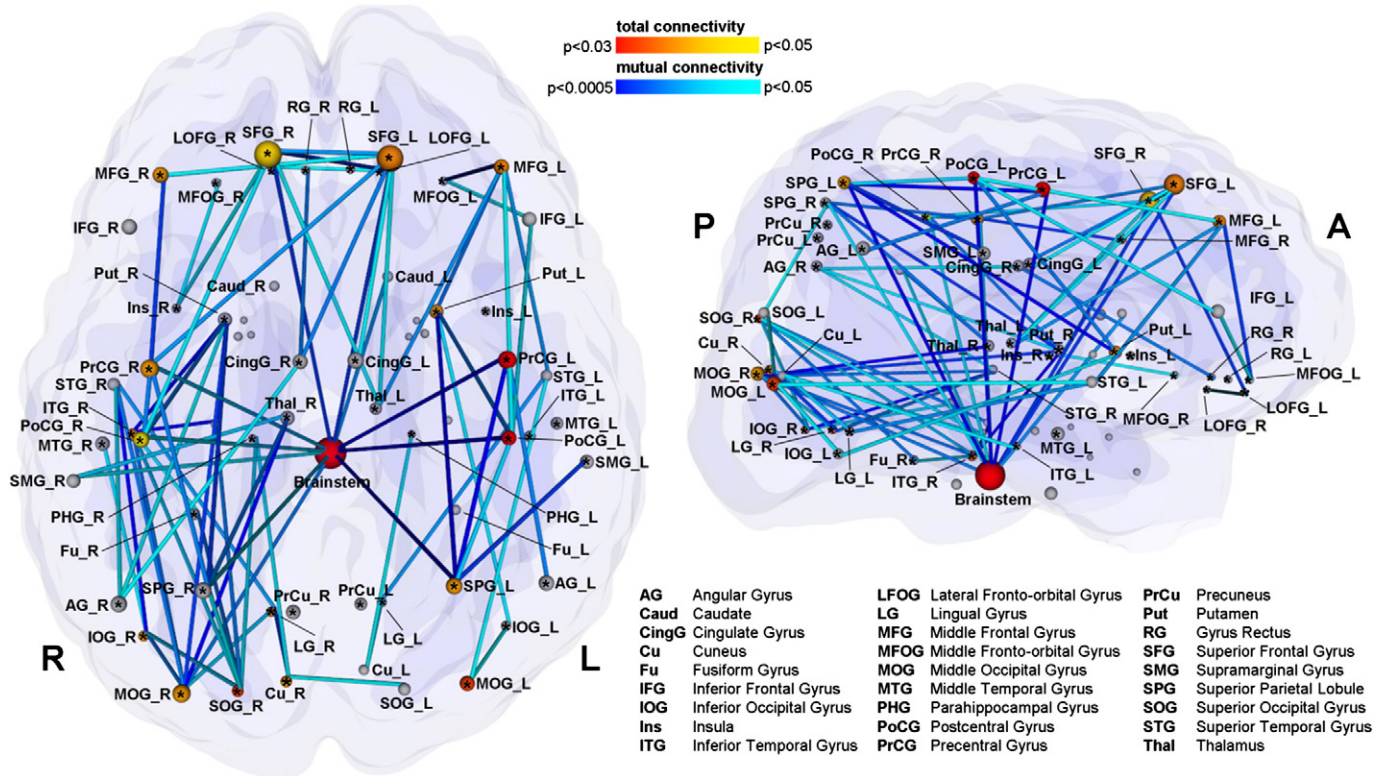 total connectivity
p<0.03 p<0.05
mutual connectivity
p<0.0005 p<0.05
RG_R RG_L
LOFG_R SFG_R SFG_L LOFG_L
MFG_R MFG_L
MFOG_R MFOG_L
IFG_R IFG_L
Put_R Caud_L Put_L
Caud_R
Ins_R Ins_L
CingG_R CingG_L PrCG_L
PrCG_R
STG_R STG_L
ITG_R Thal_R Thal_L ITG_L
PoCG_R MTG_L
MTG_R PoCG_L
SMG_R Brainstem SMG_L
PHG_R PHG_L
Fu_R Fu_L
SPG_R PrCu_R PrCu_L SPG_L AG_L
AG_R
IOG_R LG_R LG_L IOG_L
R L
MOG_R SOG_R Cu_R Cu_L SOG_L MOG_L
PoCG_R PrCG_R PoCG_L PrCG_L SFG_R
SPG_L SFG_L
SPG_R
P A
PrCu_R MFG_L
PrCu_L AG_L SMG_L MFG_R
AG_R CingG_R CingG_L
SOG_R SOG_L IFG_L
Cu_R Cu_L Thal_L Put_R Put_L RG_R
Thal_R Ins_R Ins_L RG_L
MOG_R MFOG_L
MOG_L STG_L
STG_R MFOG_R LOFG_R LOFG_L
IOG_R
LG_R MTG_L
IOG_L
LG_L Fu_R ITG_R ITG_L
Brainstem
AG Angular Gyrus
Caud Caudate
CingG Cingulate Gyrus
Cu Cuneus
Fu Fusiform Gyrus
IFG Inferior Frontal Gyrus
IOG Inferior Occipital Gyrus
Ins Insula
ITG Inferior Temporal Gyrus
LFOG Lateral Fronto-orbital Gyrus
LG Lingual Gyrus
MFG Middle Frontal Gyrus
MFOG Middle Fronto-orbital Gyrus
MOG Middle Occipital Gyrus
MTG Middle Temporal Gyrus
PHG Parahippocampal Gyrus
PoCG Postcentral Gyrus
PrCG Precentral Gyrus
PrCu Precuneus
Put Putamen
RG Gyrus Rectus
SFG Superior Frontal Gyrus
SMG Supramarginal Gyrus
SPG Superior Parietal Lobule
SOG Superior Occipital Gyrus
STG Superior Temporal Gyrus
Thal Thalamus